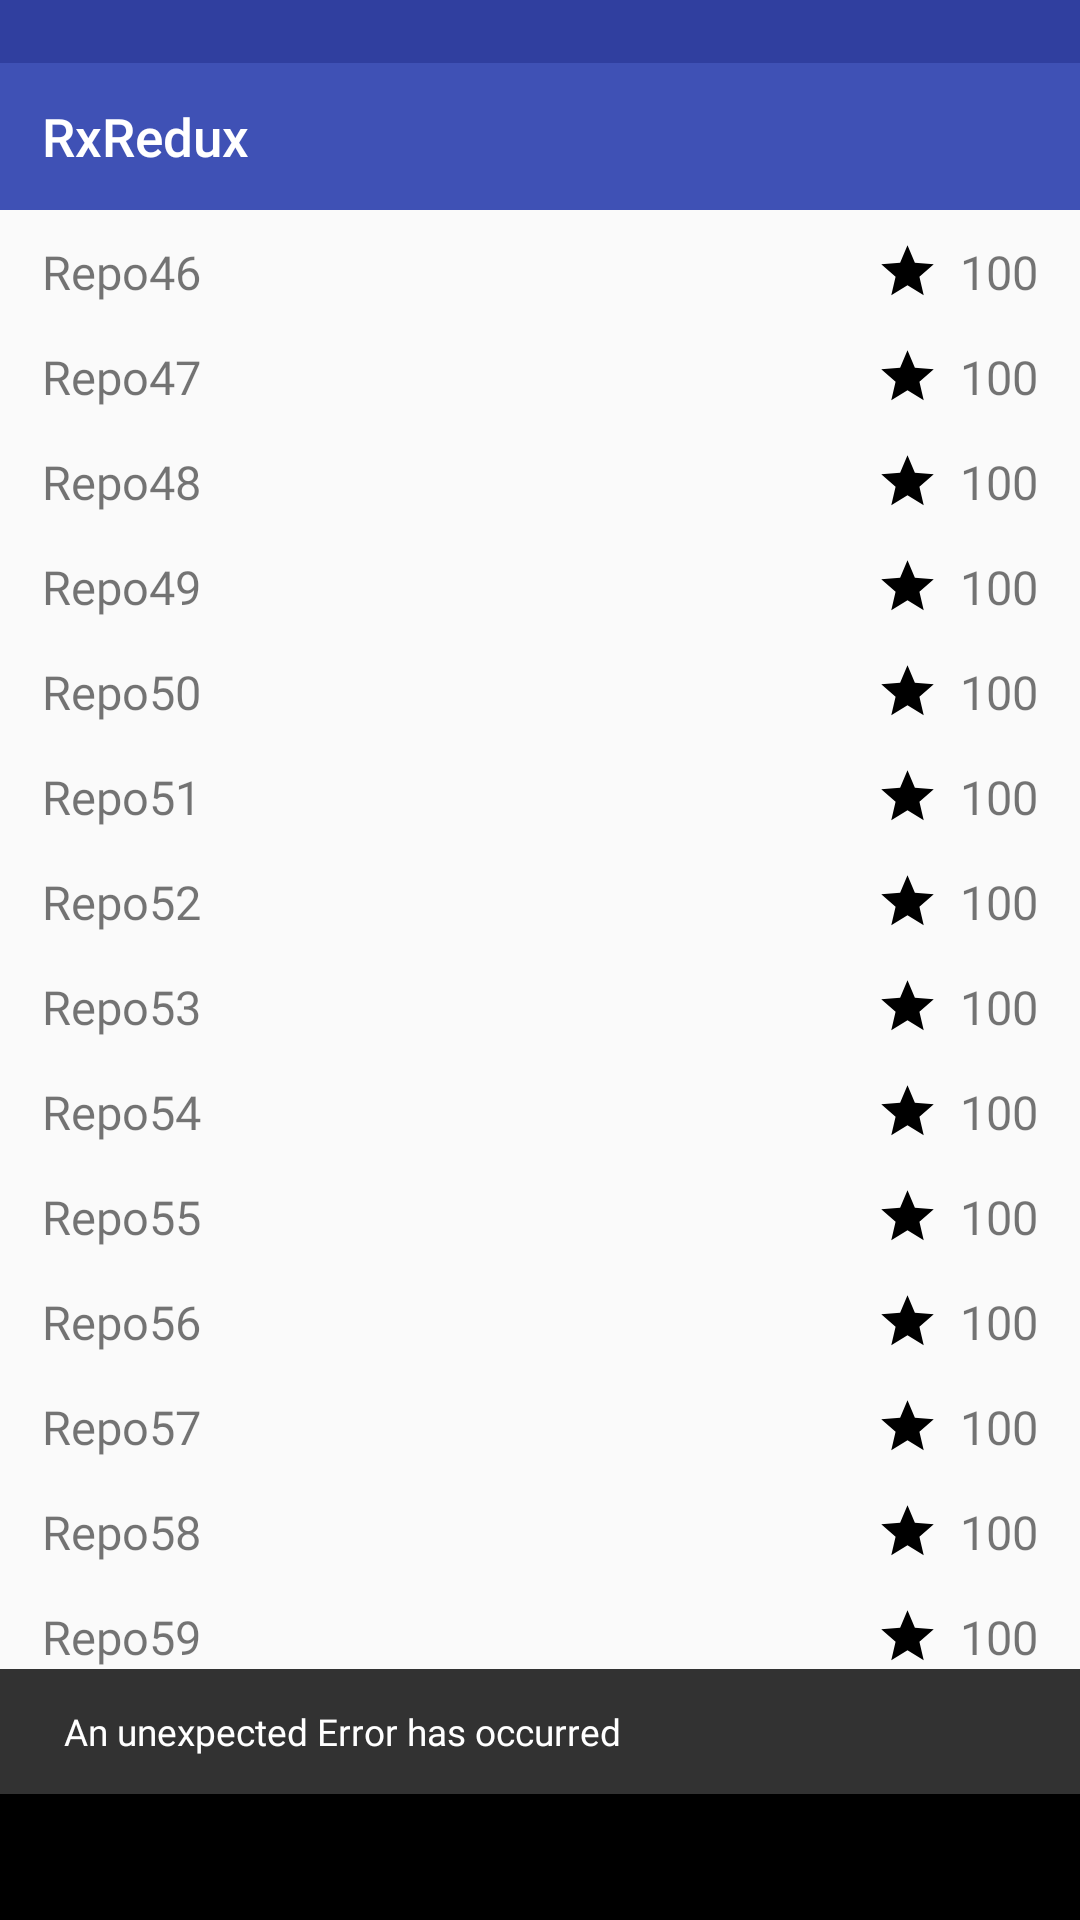 RxRedux
Repo46 100
Repo47 100
Repo48 100
Repo49 100
Repo50 100
Repo51 100
Repo52 100
Repo53 100
Repo54 100
Repo55 100
Repo56 100
Repo57 100
Repo58 100
Repo59 100
An unexpected Error has occurred